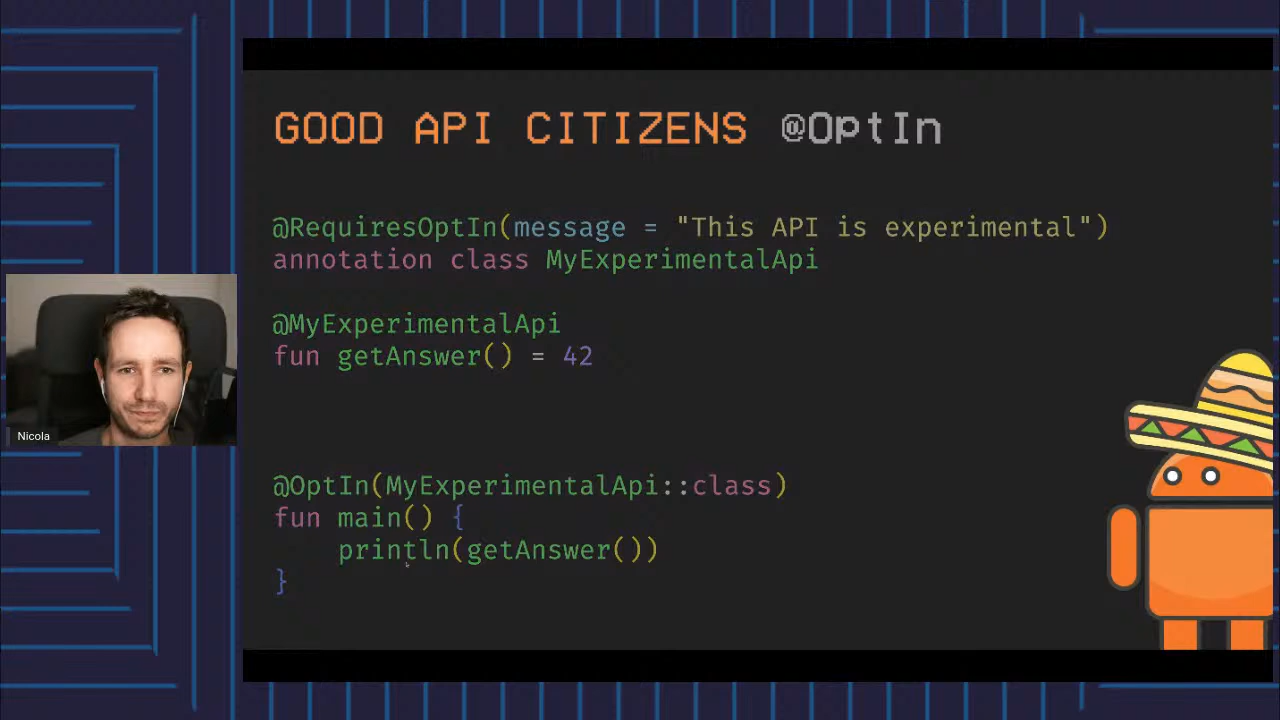 GOOD API CITIZENS @OptIn
@RequiresOptIn(message = "This API is experimental")
annotation class MyExperimentalApi
@MyExperimentalApi
fun getAnswer() = 42
@OptIn(MyExperimentalApi::class)
fun main() {
    println(getAnswer())
}
Nicola